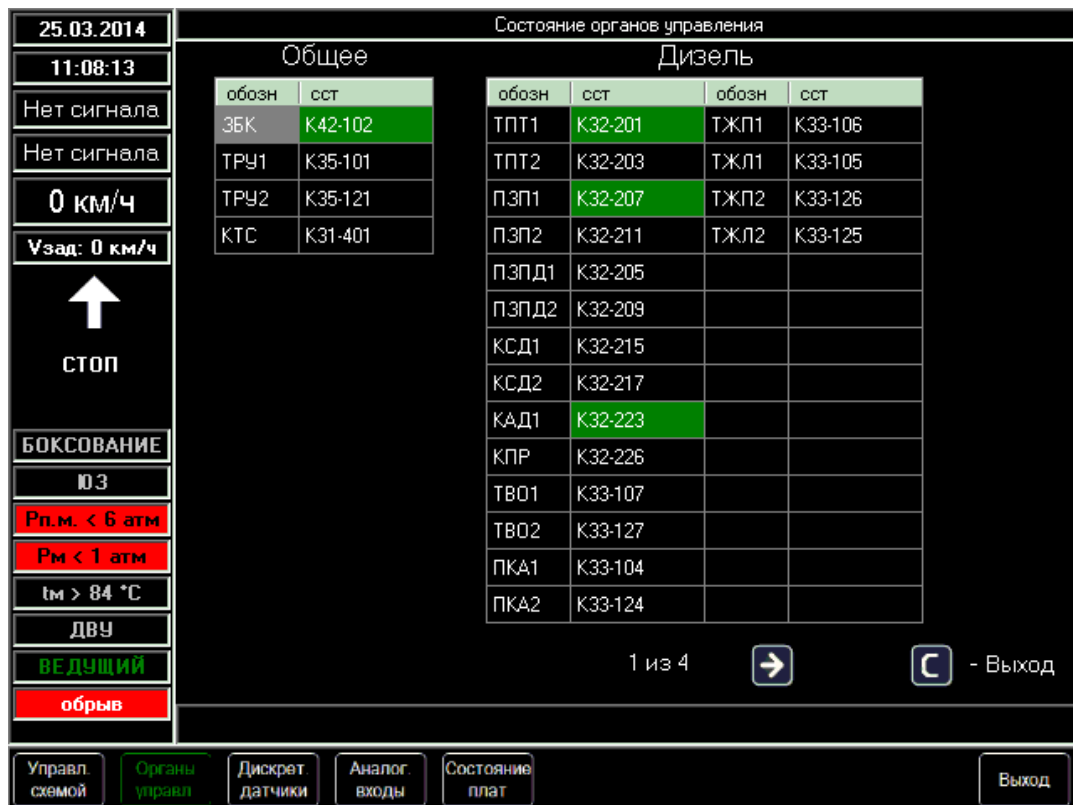 25.03.2014
11:08:13
Нет сигнала
Нет сигнала
0 км/ч
Vзад: 0 км/ч
СТОП
БОКСОВАНИЕ
ЮЗ
Рп.м. < 6 атм
Рм < 1 атм
tм > 84 °C
ДВУ
ВЕДУЩИЙ
обрыв
Состояние органов управления
Общее
обозн сст
ЗБК К42-102
ТРУ1 К35-101
ТРУ2 К35-121
КТС К31-401
Дизель
обозн сст обозн сст
ТПТ1 К32-201 ТЖП1 К33-106
ТПТ2 К32-203 ТЖЛ1 К33-105
ПЗП1 К32-207 ТЖП2 К33-126
ПЗП2 К32-211 ТЖЛ2 К33-125
ПЗПД1 К32-205
ПЗПД2 К32-209
КСД1 К32-215
КСД2 К32-217
КАД1 К32-223
КПР К32-226
ТВО1 К33-107
ТВО2 К33-127
ПКА1 К33-104
ПКА2 К33-124
1 из 4 C - Выход
Управл. схемой
Органы управл
Дискрет. датчики
Аналог. входы
Состояние плат
Выход